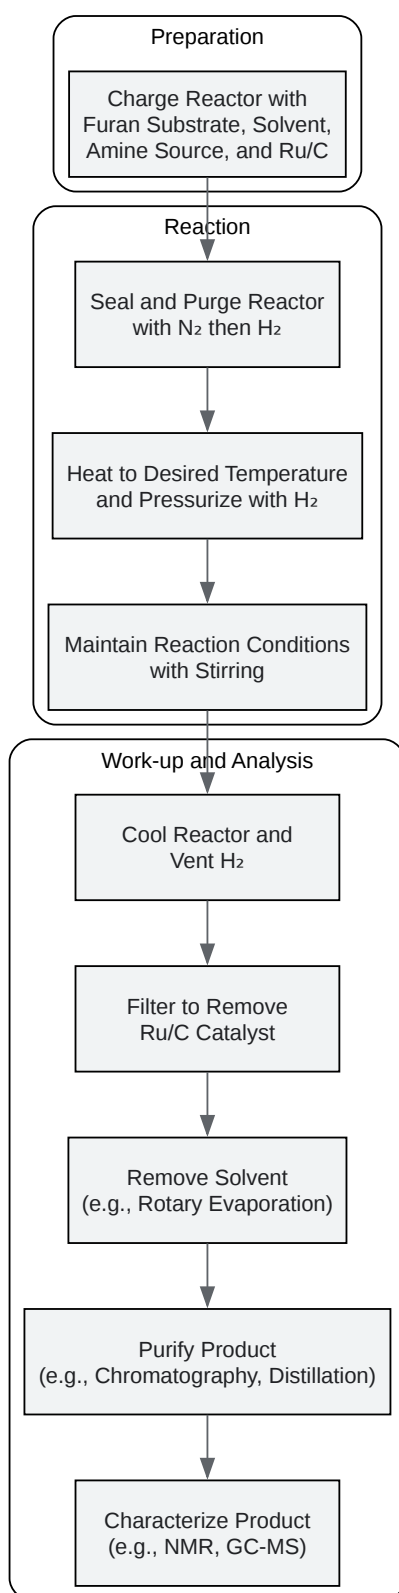 Preparation
Charge Reactor with
Furan Substrate, Solvent,
Amine Source, and Ru/C
Reaction
Seal and Purge Reactor
with N₂ then H₂
Heat to Desired Temperature
and Pressurize with H₂
Maintain Reaction Conditions
with Stirring
Work-up and Analysis
Cool Reactor and
Vent H₂
Filter to Remove
Ru/C Catalyst
Remove Solvent
(e.g., Rotary Evaporation)
Purify Product
(e.g., Chromatography, Distillation)
Characterize Product
(e.g., NMR, GC-MS)